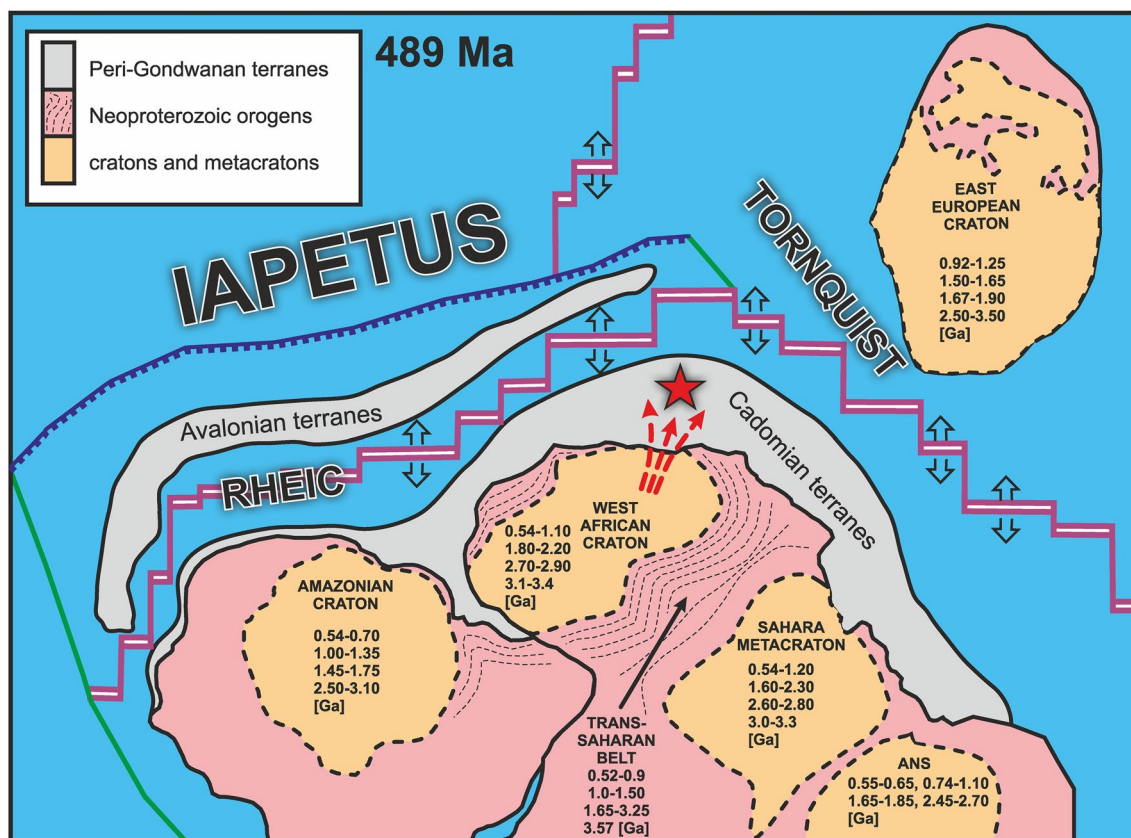 489 Ma
Peri-Gondwanan terranes
Neoproterozoic orogens
cratons and metacratons
IAPETUS
TORNQUIST
EAST
EUROPEAN
CRATON
0.92-1.25
1.50-1.65
1.67-1.90
2.50-3.50
[Ga]
Avalonian terranes
RHEIC
Cadomian terranes
WEST
AFRICAN
CRATON
0.54-1.10
1.80-2.20
2.70-2.90
3.1-3.4
[Ga]
AMAZONIAN
CRATON
0.54-0.70
1.00-1.35
1.45-1.75
2.50-3.10
[Ga]
SAHARA
METACRATON
0.54-1.20
1.60-2.30
2.60-2.80
3.0-3.3
[Ga]
TRANS-
SAHARAN
BELT
0.52-0.9
1.0-1.50
1.65-3.25
3.57 [Ga]
ANS
0.55-0.65, 0.74-1.10
1.65-1.85, 2.45-2.70
[Ga]